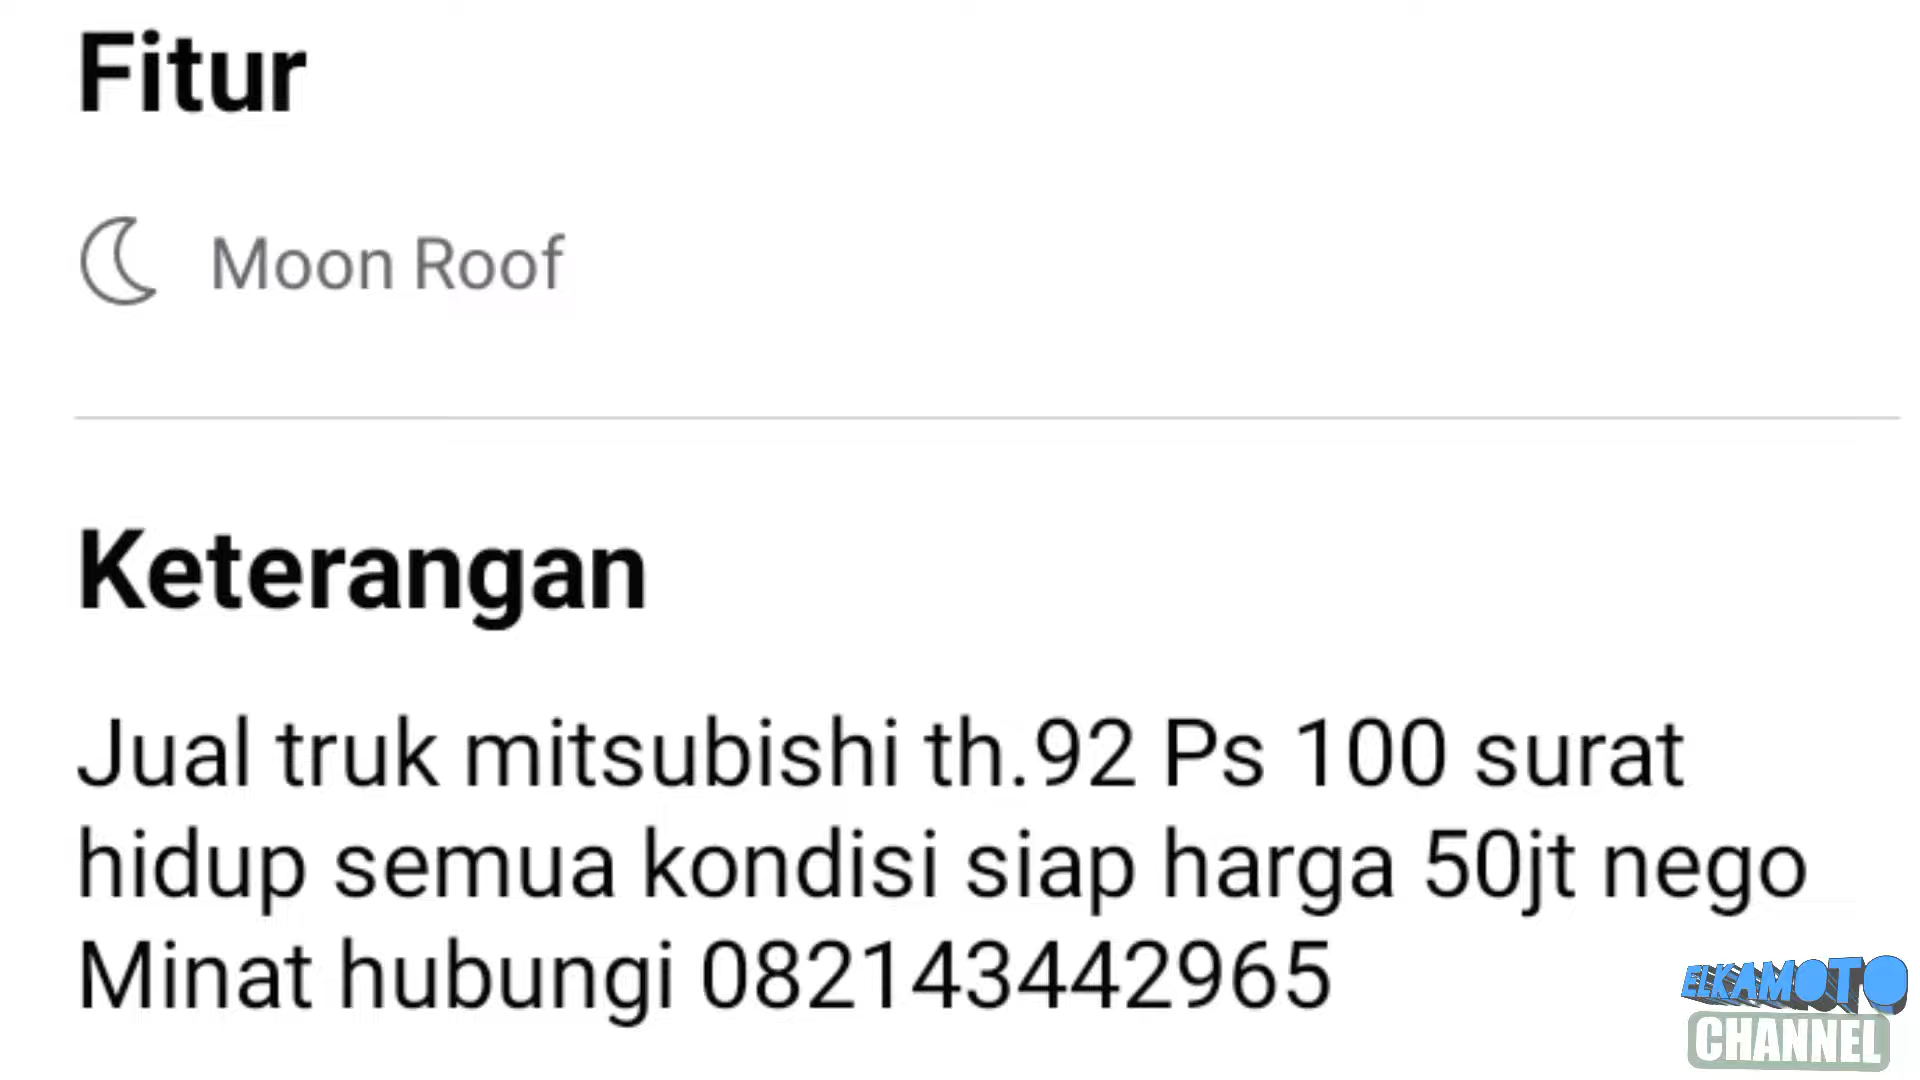 Fitur
Moon Roof
Keterangan
Jual truk mitsubishi th.92 Ps 100 surat
hidup semua kondisi siap harga 50jt nego
Minat hubungi 082143442965
ELKAMOTO
CHANNEL